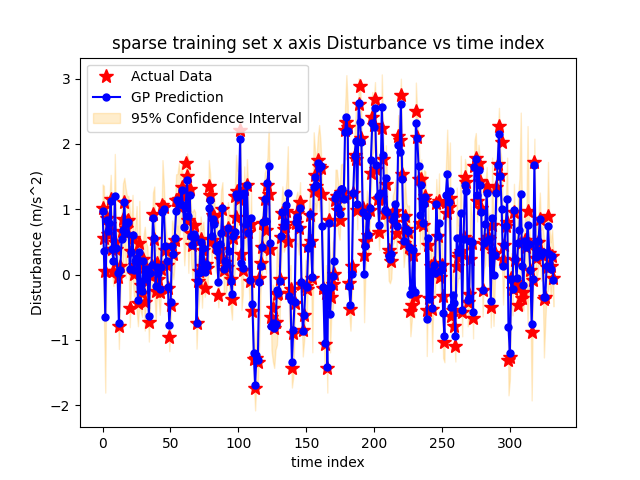 sparse training set x axis Disturbance vs time index
Actual Data
GP Prediction
95% Confidence Interval
Disturbance (m/s^2)
3
2
1
0
−1
−2
0 50 100 150 200 250 300
time index